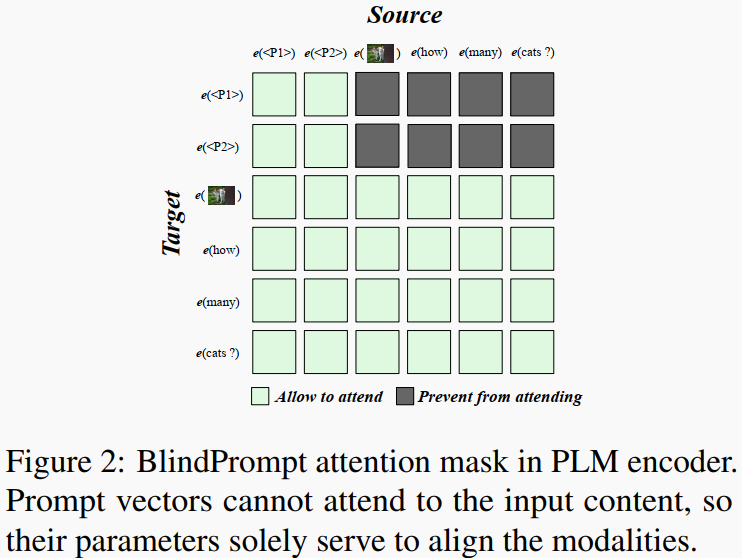 Source
e(<P1>) e(<P2>) e( ) e(how) e(many) e(cats ?)
e(<P1>)
e(<P2>)
Target
e( )
e(how)
e(many)
e(cats ?)
Allow to attend Prevent from attending
Figure 2: BlindPrompt attention mask in PLM encoder.
Prompt vectors cannot attend to the input content, so
their parameters solely serve to align the modalities.